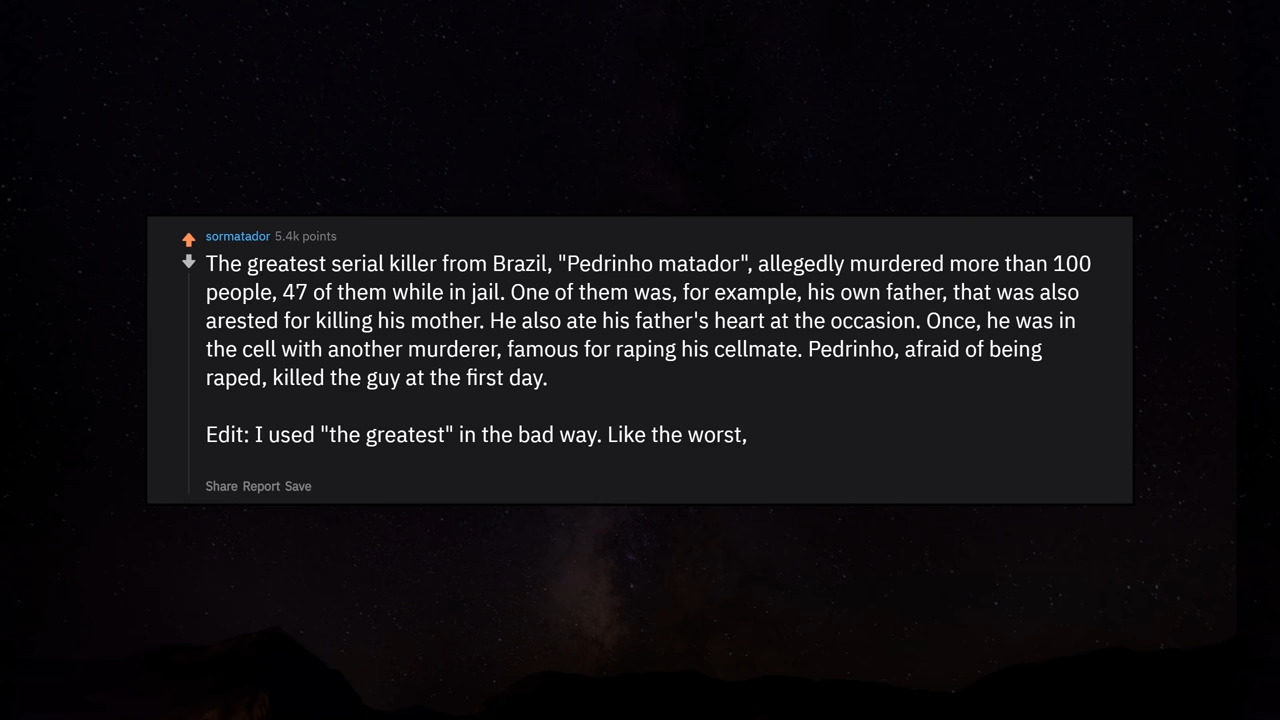 sormatador 5.4k points
The greatest serial killer from Brazil, "Pedrinho matador", allegedly murdered more than 100
people, 47 of them while in jail. One of them was, for example, his own father, that was also
arested for killing his mother. He also ate his father's heart at the occasion. Once, he was in
the cell with another murderer, famous for raping his cellmate. Pedrinho, afraid of being
raped, killed the guy at the first day.
Edit: I used "the greatest" in the bad way. Like the worst,
Share Report Save